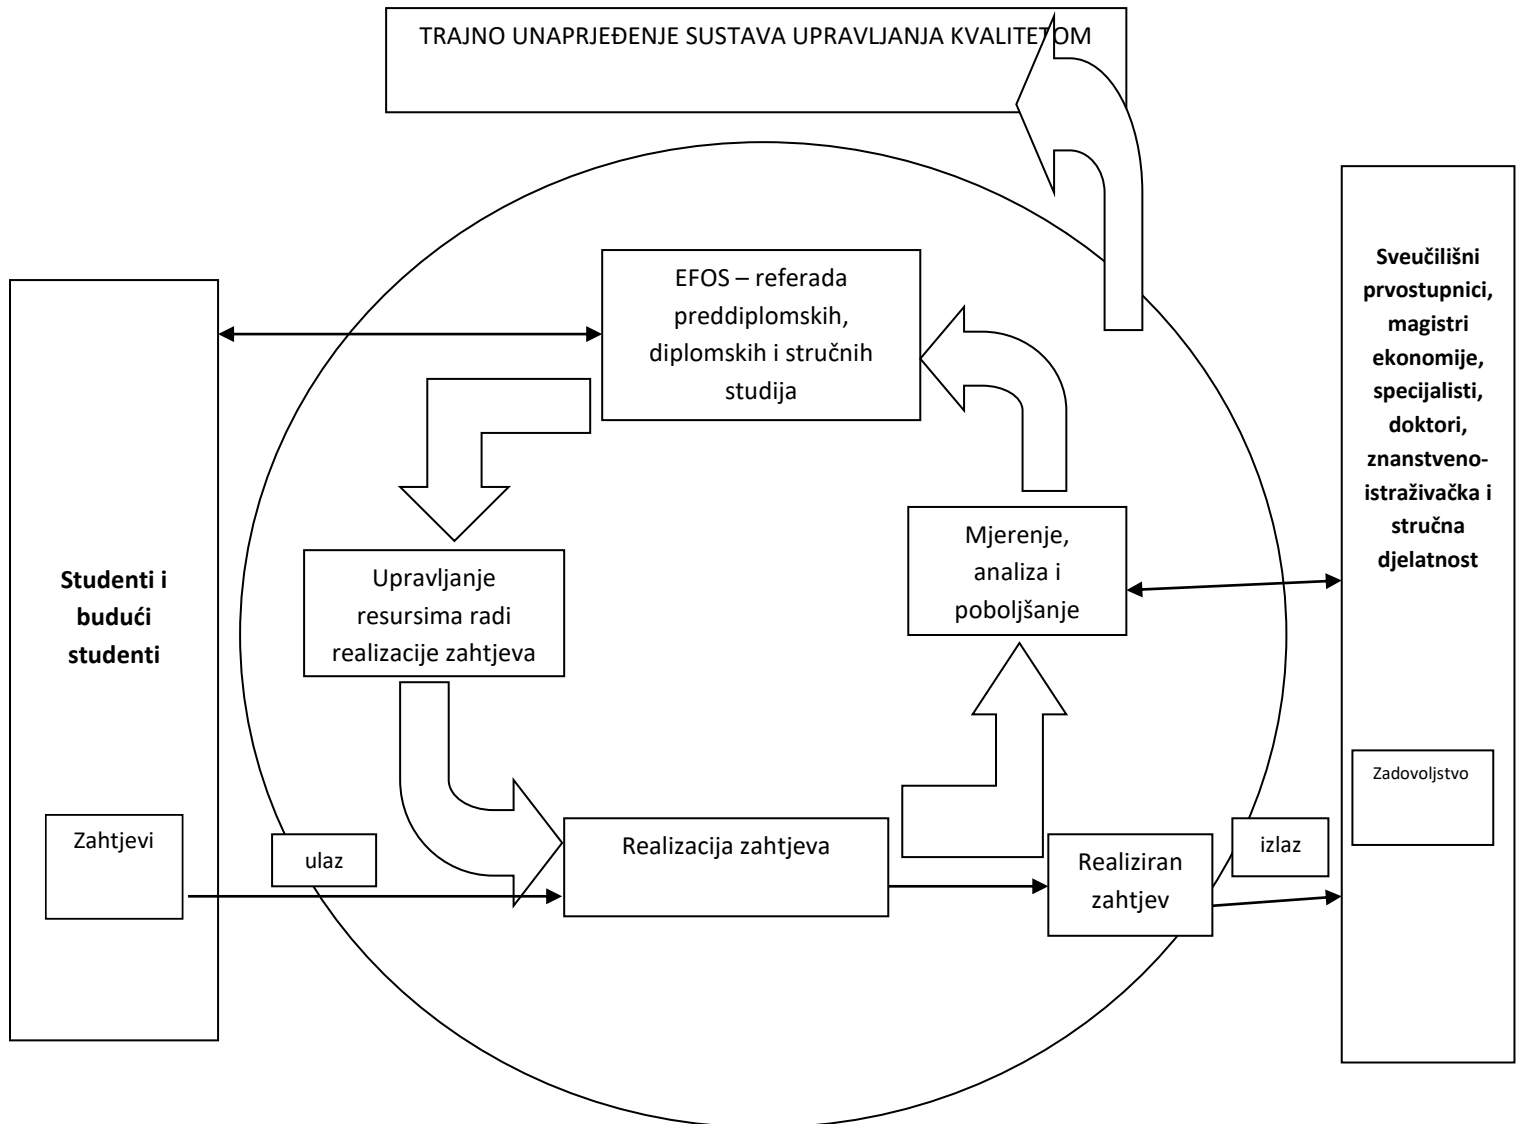 TRAJNO UNAPRJEĐENJE SUSTAVA UPRAVLJANJA KVALITETOM
EFOS – referada
preddiplomskih,
diplomskih i stručnih
studija
Sveučilišni
prvostupnici,
magistri
ekonomije,
specijalisti,
doktori,
znanstveno-
istraživačka i
stručna
djelatnost
Studenti i
budući
studenti
Upravljanje
resursima radi
realizacije zahtjeva
Mjerenje,
analiza i
poboljšanje
Zahtjevi
ulaz
Realizacija zahtjeva
Realiziran
zahtjev
izlaz
Zadovoljstvo